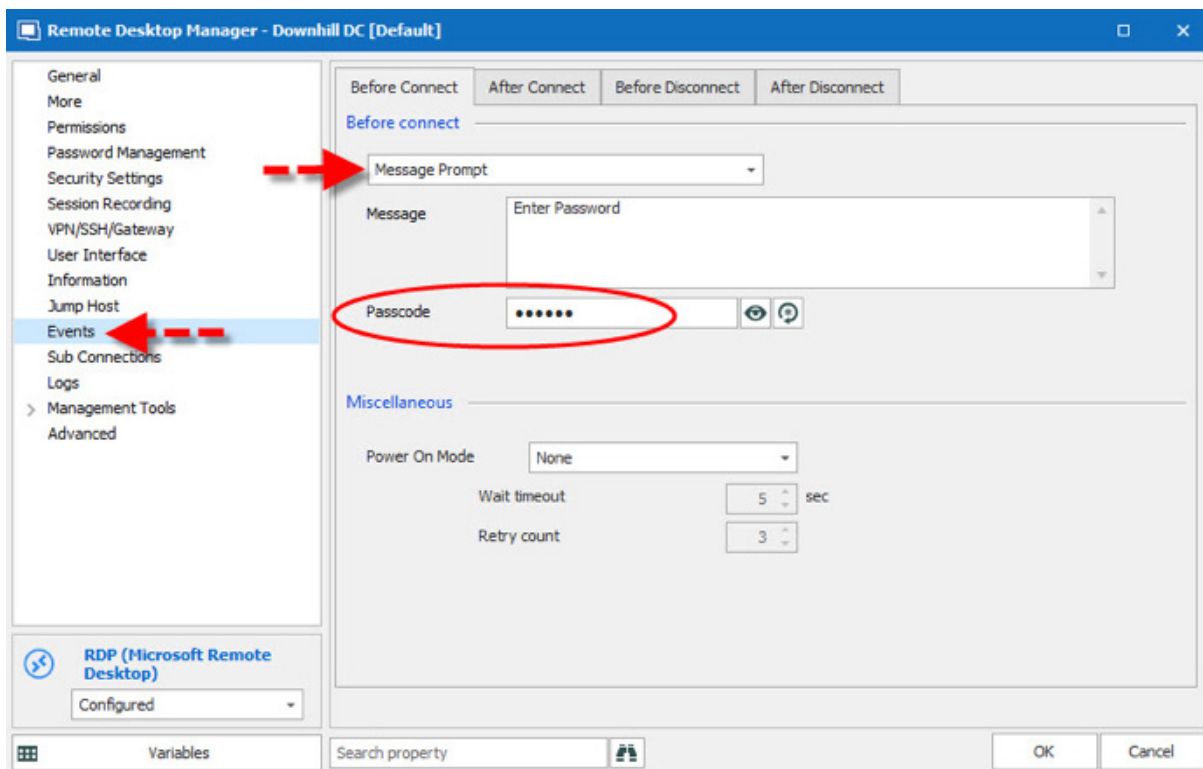 Remote Desktop Manager - Downhill DC [Default]
General
More
Permissions
Password Management
Security Settings
Session Recording
VPN/SSH/Gateway
User Interface
Information
Jump Host
Events
Sub Connections
Logs
Management Tools
Advanced
RDP (Microsoft Remote
Desktop)
Configured
Variables
Before Connect After Connect Before Disconnect After Disconnect
Before connect
Message Prompt
Message Enter Password
Passcode ••••••
Miscellaneous
Power On Mode None
Wait timeout 5 sec
Retry count 3
Search property
OK Cancel